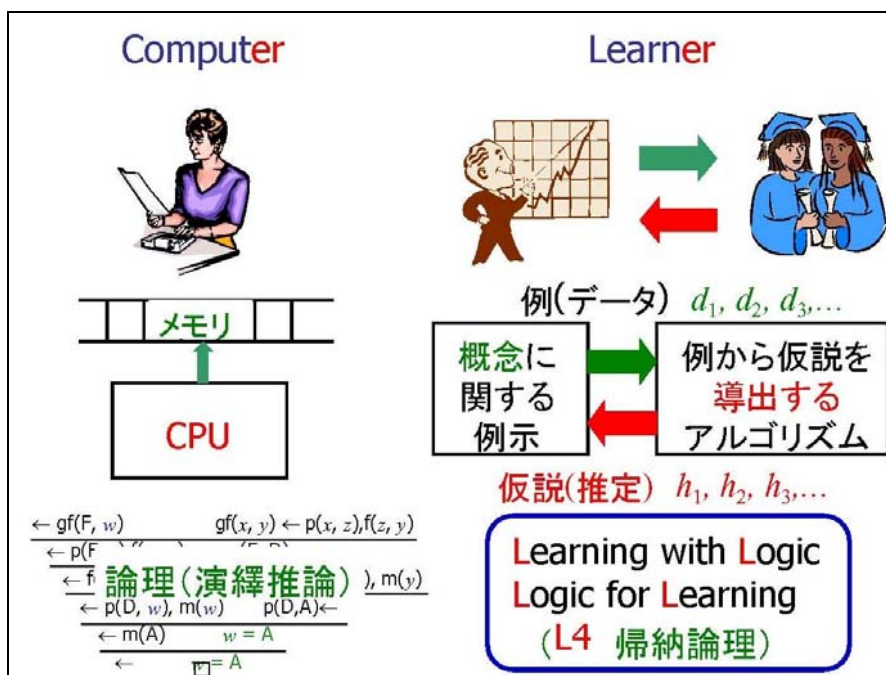 Computer
メモリ
CPU
← gf(F, w) gf(x, y) ← p(x, z),f(z, y)
← p(F
← f( ), m(y)
論理(演繹推論)
← p(D, w), m(w) p(D,A)←
← m(A) w = A
← w = A
Learner
例(データ) d₁, d₂, d₃,...
概念に
関する
例示
例から仮説を
導出する
アルゴリズム
仮説(推定) h₁, h₂, h₃,...
Learning with Logic
Logic for Learning
(L4 帰納論理)